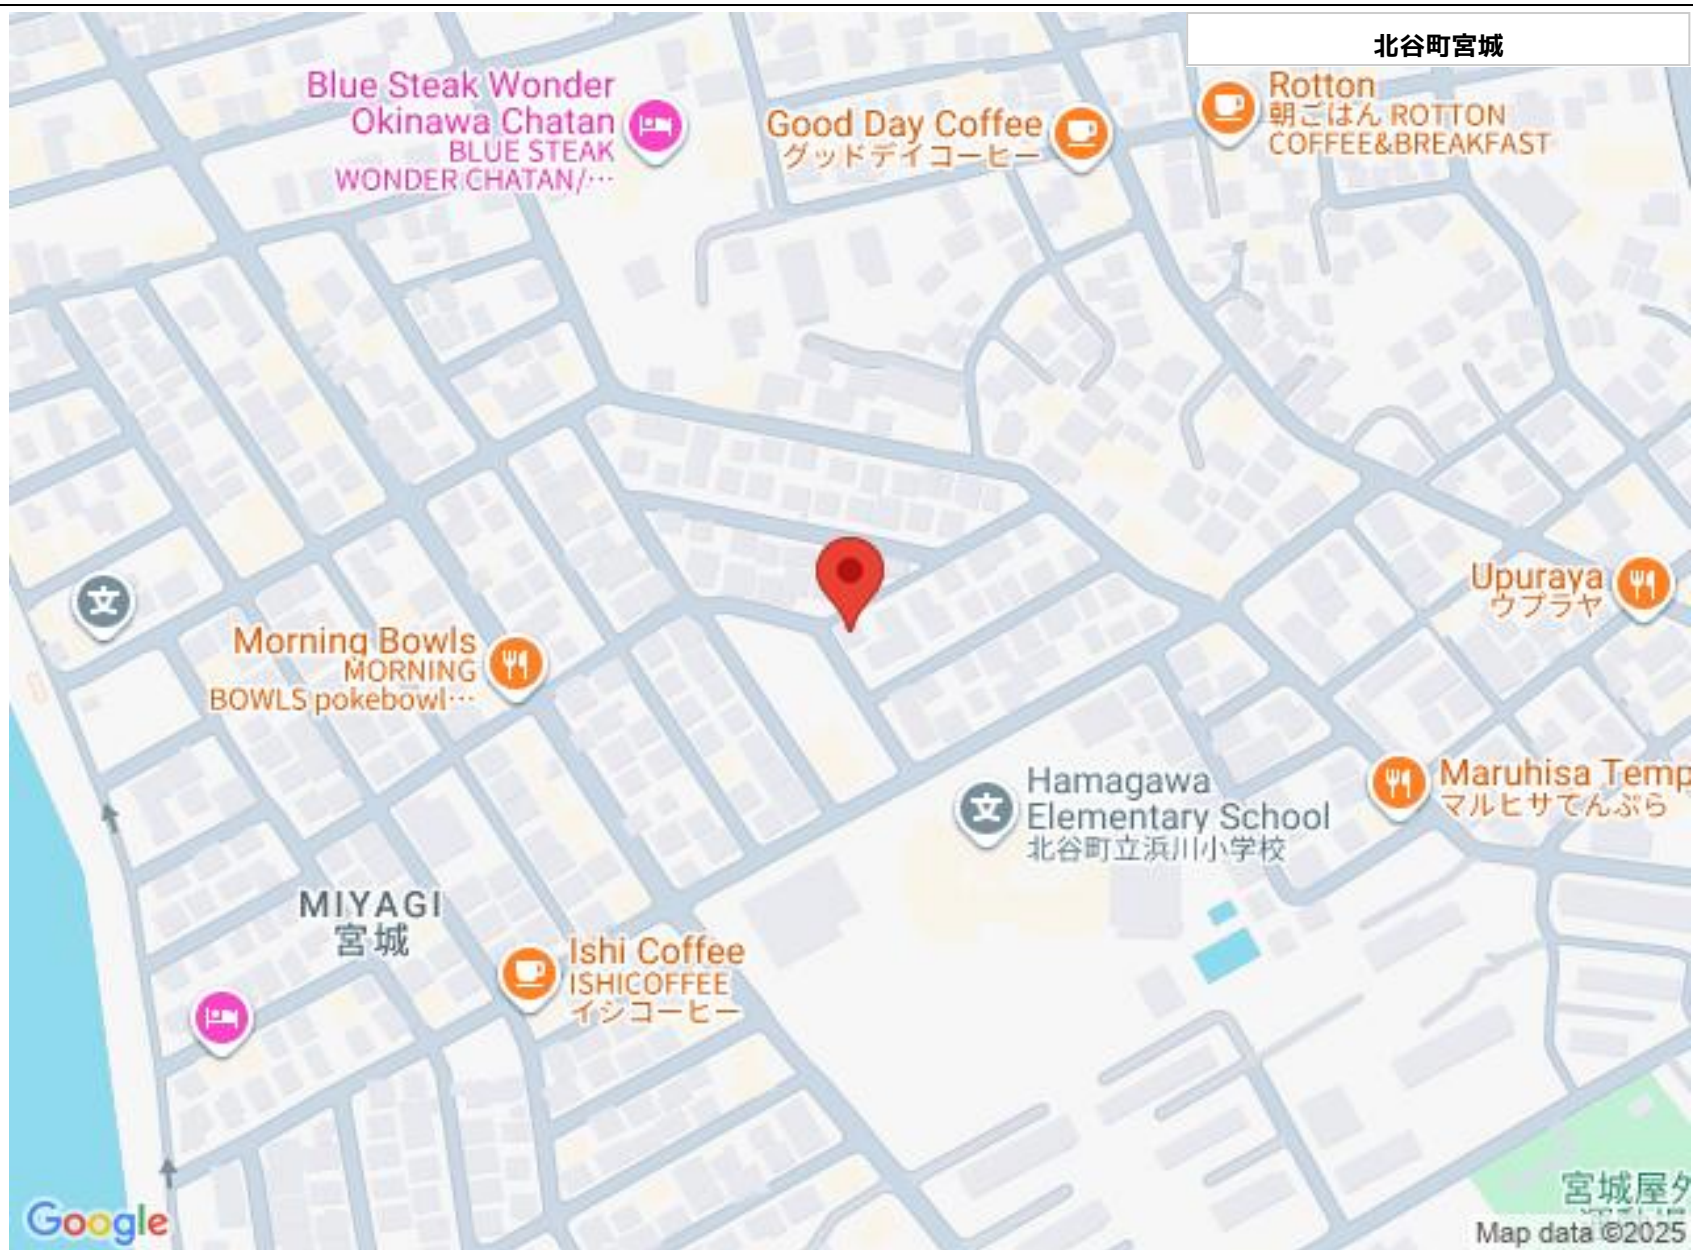 北谷町宮城
Blue Steak Wonder
Okinawa Chatan
BLUE STEAK
WONDER CHATAN/…
Good Day Coffee
グッドデイコーヒー
Rotton
朝ごはん ROTTON
COFFEE&BREAKFAST
Upuraya
ウプラヤ
文
Morning Bowls
MORNING
BOWLS pokebowl…
Hamagawa
Elementary School
北谷町立浜川小学校
文
Maruhisa Temp
マルヒサてんぷら
MIYAGI
宮城
Ishi Coffee
ISHICOFFEE
イシコーヒー
宮城屋
Google
Map data ©2025